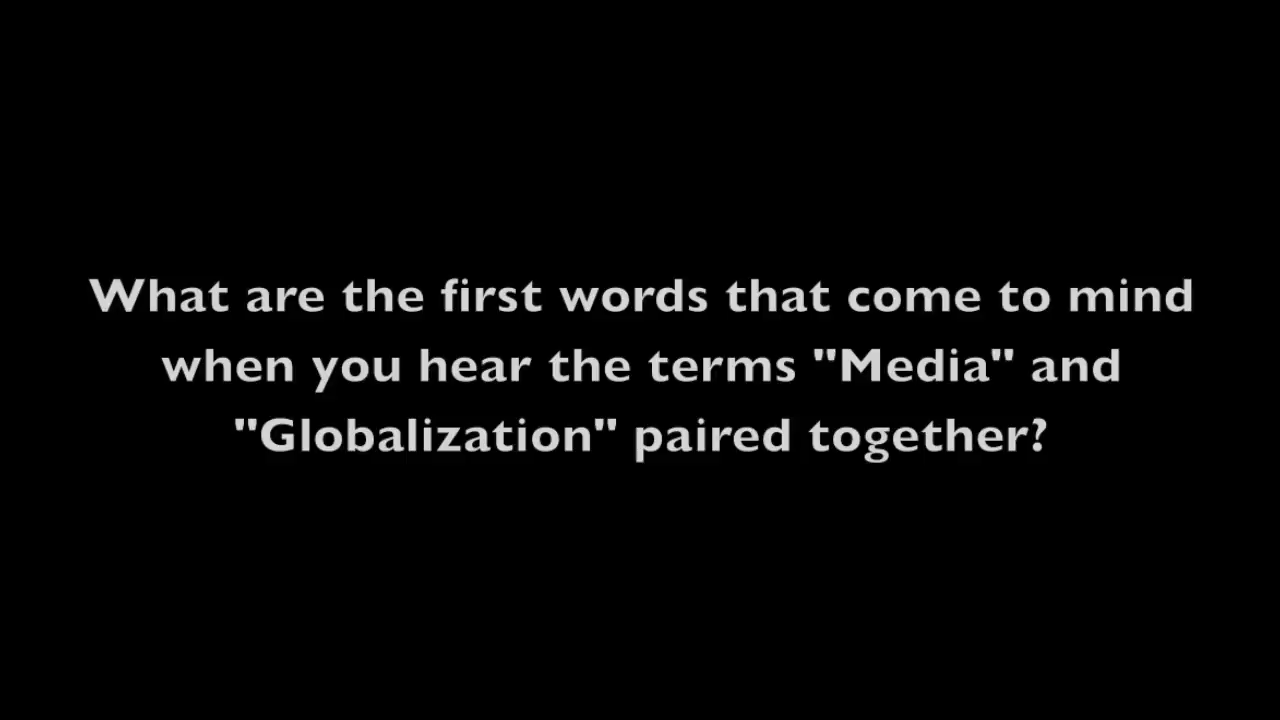 What are the first words that come to mind
when you hear the terms "Media" and
"Globalization" paired together?